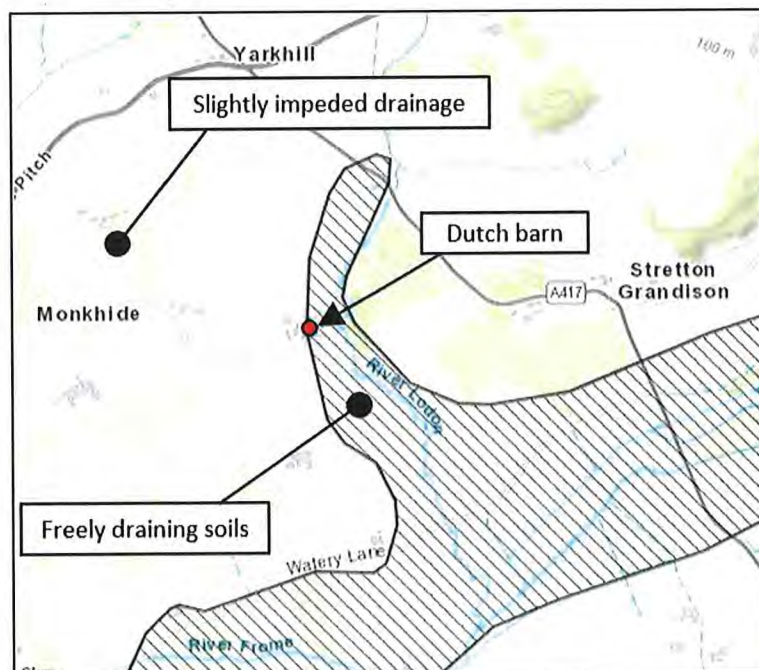 Yarkhill
100 m
Slightly impeded drainage
Pitch
Dutch barn
Stretton
Grandison
A417
Monkhide
River Lodon
Freely draining soils
Watery Lane
River Frome